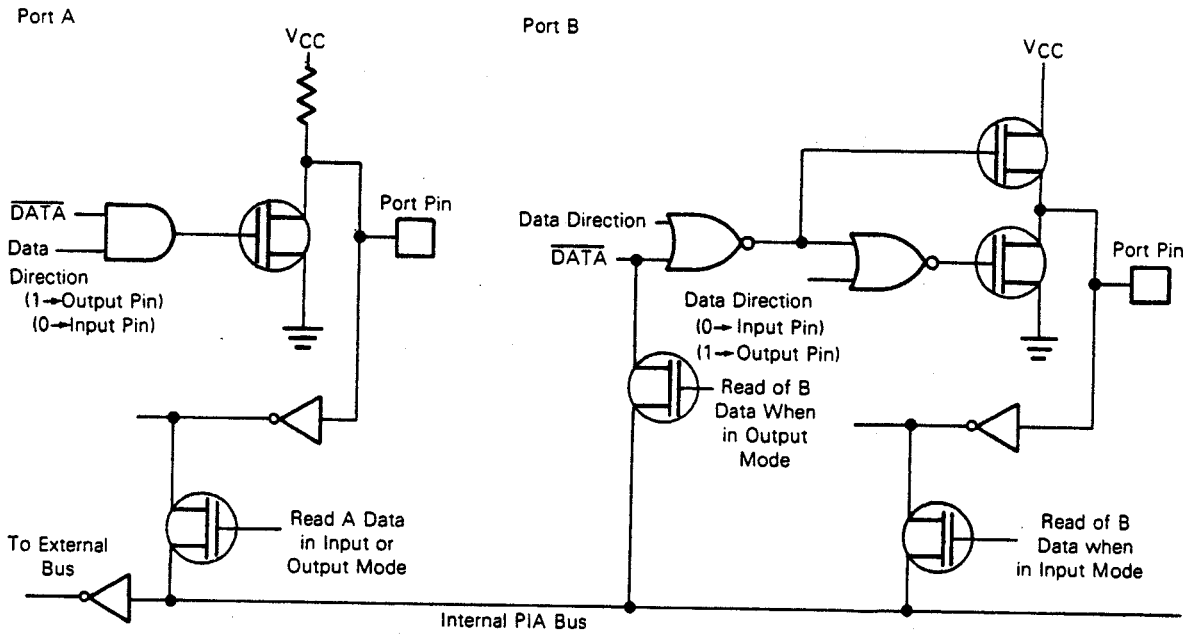 Port A
VCC
DATA
Data
Direction
(1→Output Pin)
(0→Input Pin)
Port Pin
Read A Data
in Input or
Output Mode
To External
Bus
Internal PIA Bus
Port B
VCC
Data Direction
DATA
Data Direction
(0→ Input Pin)
(1→ Output Pin)
Port Pin
Read of B
Data When
in Output
Mode
Read of B
Data when
in Input Mode